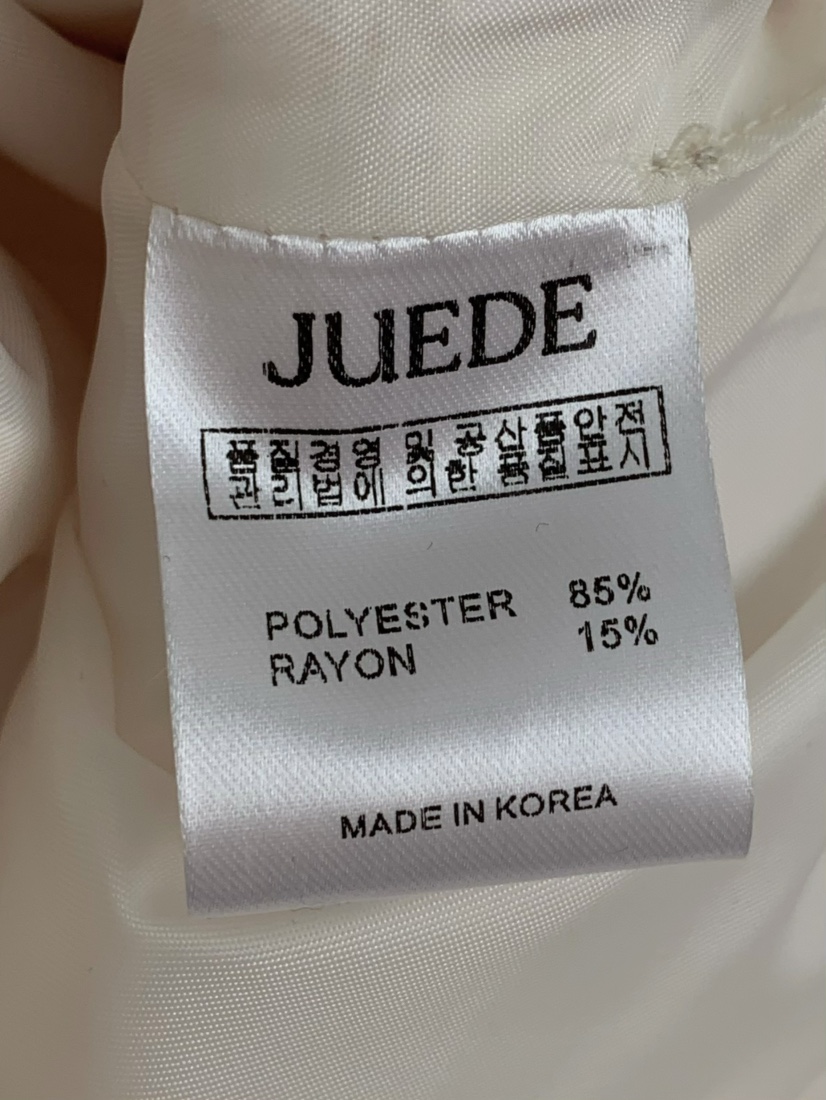 JUEDE
품질경영 및 공산품안전
관리법에 의한 품질표시
POLYESTER 85%
RAYON 15%
MADE IN KOREA